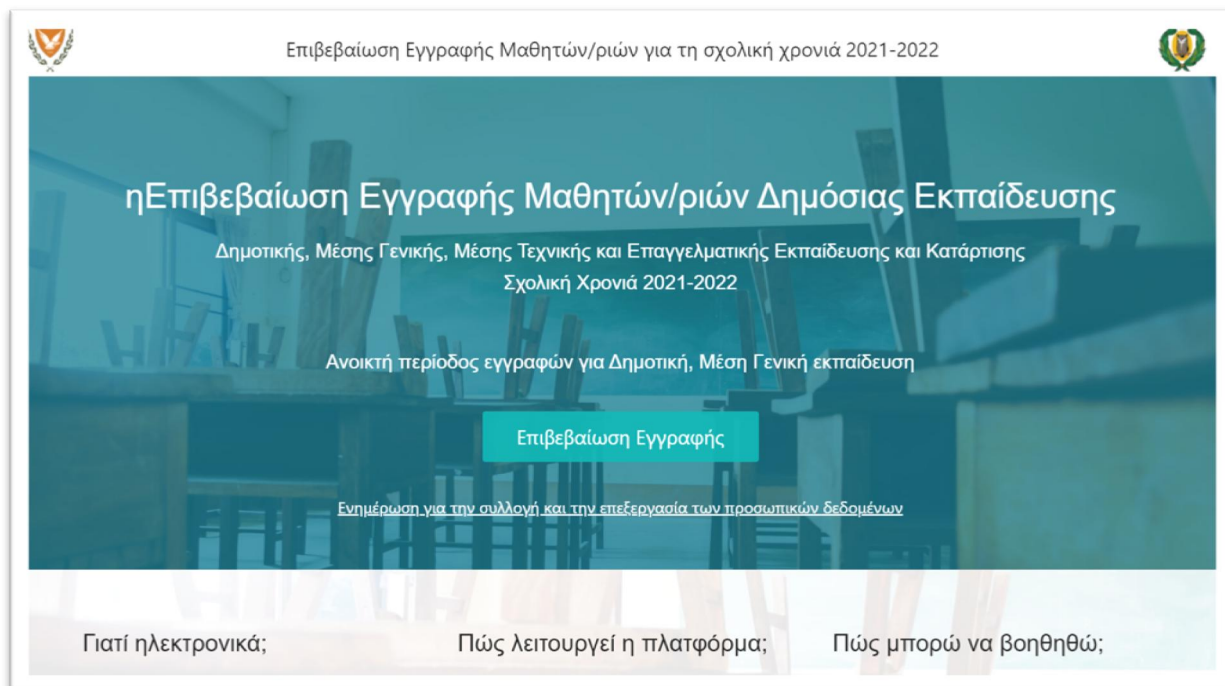 Επιβεβαίωση Εγγραφής Μαθητών/ριών για τη σχολική χρονιά 2021-2022
ηΕπιβεβαίωση Εγγραφής Μαθητών/ριών Δημόσιας Εκπαίδευσης
Δημοτικής, Μέσης Γενικής, Μέσης Τεχνικής και Επαγγελματικής Εκπαίδευσης και Κατάρτισης
Σχολική Χρονιά 2021-2022
Ανοικτή περίοδος εγγραφών για Δημοτική, Μέση Γενική εκπαίδευση
Επιβεβαίωση Εγγραφής
Ενημέρωση για την συλλογή και την επεξεργασία των προσωπικών δεδομένων
Γιατί ηλεκτρονικά; Πώς λειτουργεί η πλατφόρμα; Πώς μπορώ να βοηθηθώ;